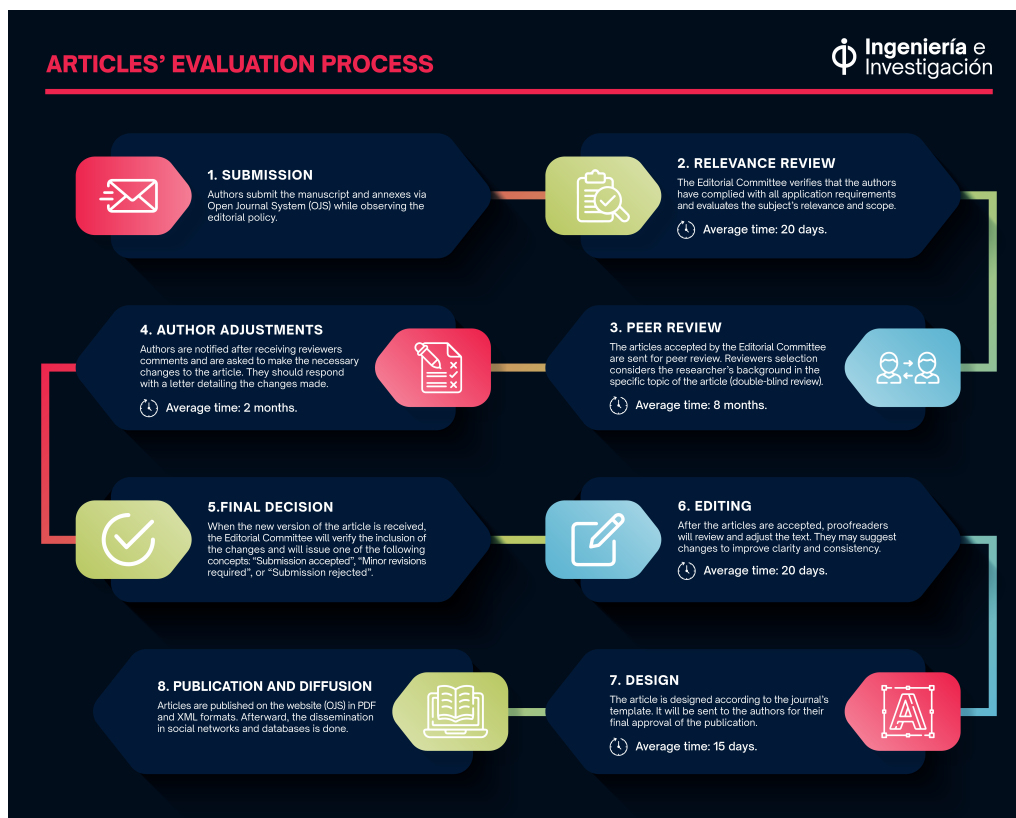 ARTICLES' EVALUATION PROCESS
Ingeniería e
Investigación
1. SUBMISSION
Authors submit the manuscript and annexes via
Open Journal System (OJS) while observing the
editorial policy.
2. RELEVANCE REVIEW
The Editorial Committee verifies that the authors
have complied with all application requirements
and evaluates the subject's relevance and scope.
Average time: 20 days.
3. PEER REVIEW
The articles accepted by the Editorial Committee
are sent for peer review. Reviewers selection
considers the researcher's background in the
specific topic of the article (double-blind review).
Average time: 8 months.
4. AUTHOR ADJUSTMENTS
Authors are notified after receiving reviewers
comments and are asked to make the necessary
changes to the article. They should respond
with a letter detailing the changes made.
Average time: 2 months.
5.FINAL DECISION
When the new version of the article is received,
the Editorial Committee will verify the inclusion of
the changes and will issue one of the following
concepts: "Submission accepted", "Minor revisions
required", or "Submission rejected".
6. EDITING
After the articles are accepted, proofreaders
will review and adjust the text. They may suggest
changes to improve clarity and consistency.
Average time: 20 days.
7. DESIGN
The article is designed according to the journal's
template. It will be sent to the authors for their
final approval of the publication.
Average time: 15 days.
8. PUBLICATION AND DIFFUSION
Articles are published on the website (OJS) in PDF
and XML formats. Afterward, the dissemination
in social networks and databases is done.